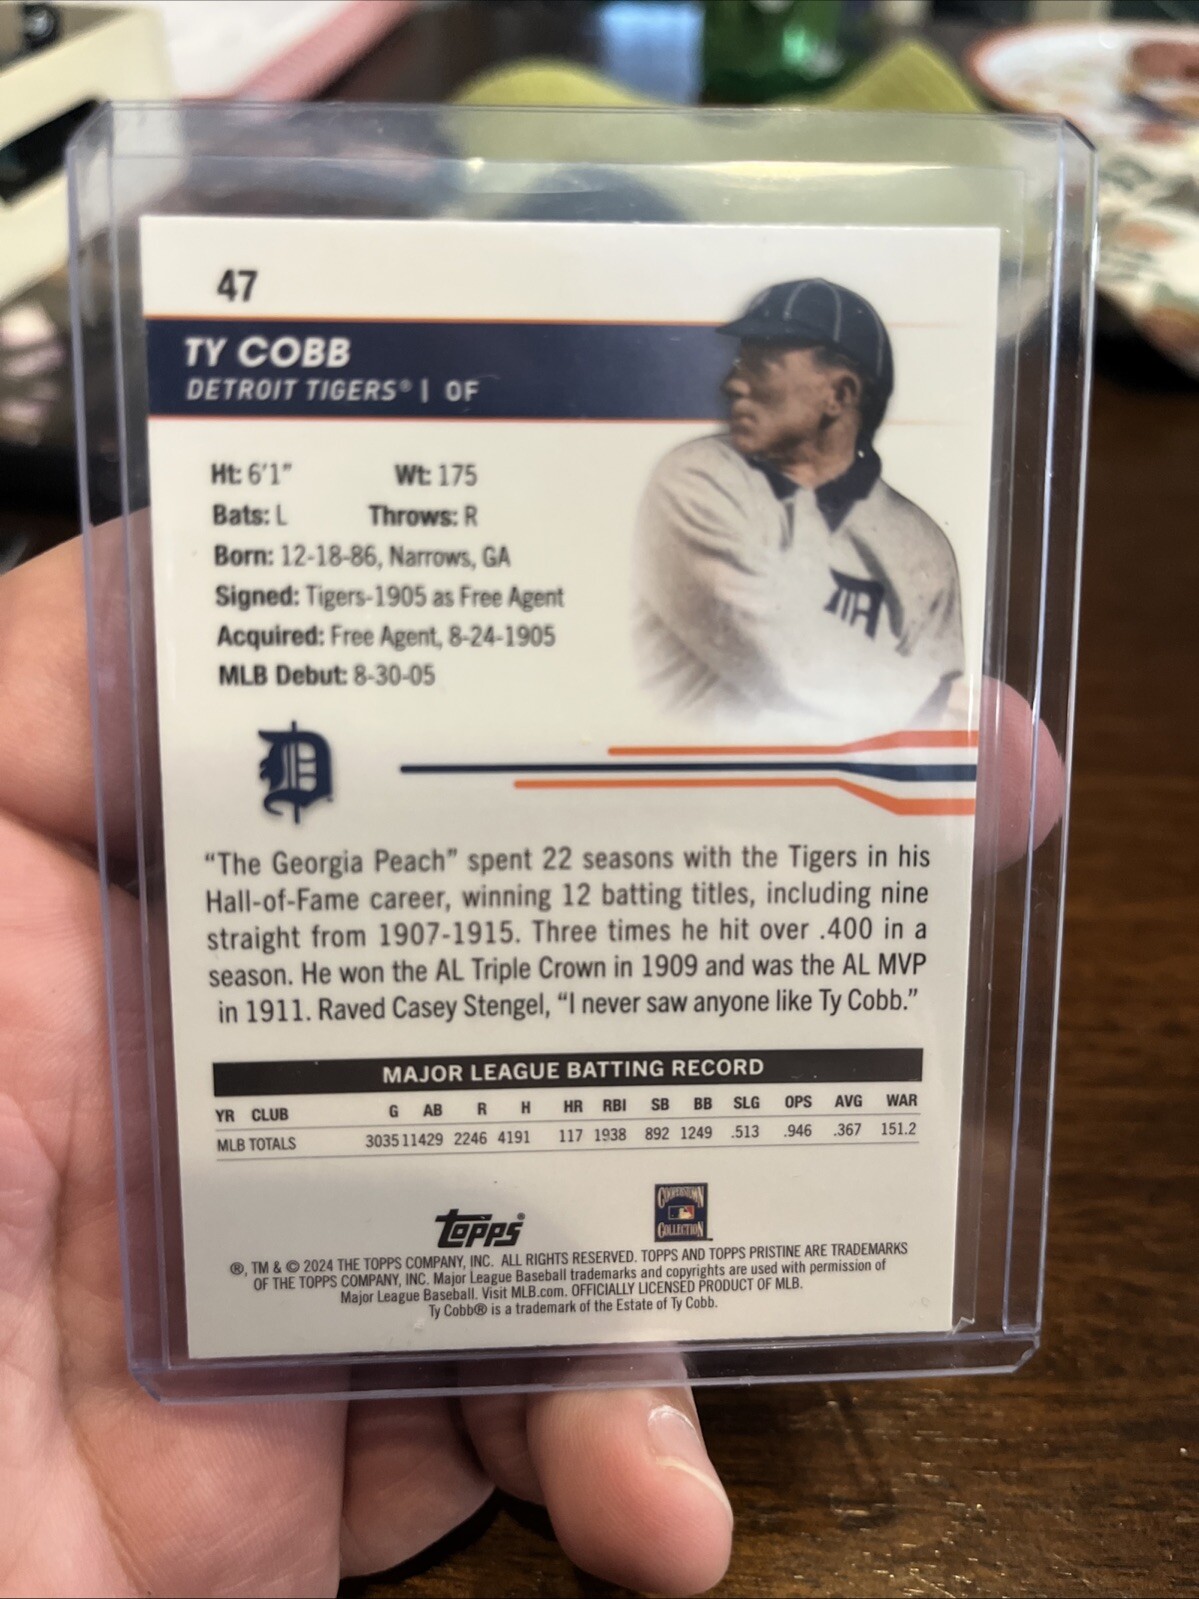 47
TY COBB
DETROIT TIGERS® | OF
Ht: 6'1" Wt: 175
Bats: L Throws: R
Born: 12-18-86, Narrows, GA
Signed: Tigers-1905 as Free Agent
Acquired: Free Agent, 8-24-1905
MLB Debut: 8-30-05
D
"The Georgia Peach" spent 22 seasons with the Tigers in his
Hall-of-Fame career, winning 12 batting titles, including nine
straight from 1907-1915. Three times he hit over .400 in a
season. He won the AL Triple Crown in 1909 and was the AL MVP
in 1911. Raved Casey Stengel, "I never saw anyone like Ty Cobb."
MAJOR LEAGUE BATTING RECORD
YR CLUB G AB R H HR RBI SB BB SLG OPS AVG WAR
MLB TOTALS 3035 11429 2246 4191 117 1938 892 1249 .513 .946 .367 151.2
Topps®
COOPERSTOWN
COLLECTION
®, TM & © 2024 THE TOPPS COMPANY, INC. ALL RIGHTS RESERVED. TOPPS AND TOPPS PRISTINE ARE TRADEMARKS
OF THE TOPPS COMPANY, INC. Major League Baseball trademarks and copyrights are used with permission of
Major League Baseball. Visit MLB.com. OFFICIALLY LICENSED PRODUCT OF MLB.
Ty Cobb® is a trademark of the Estate of Ty Cobb.